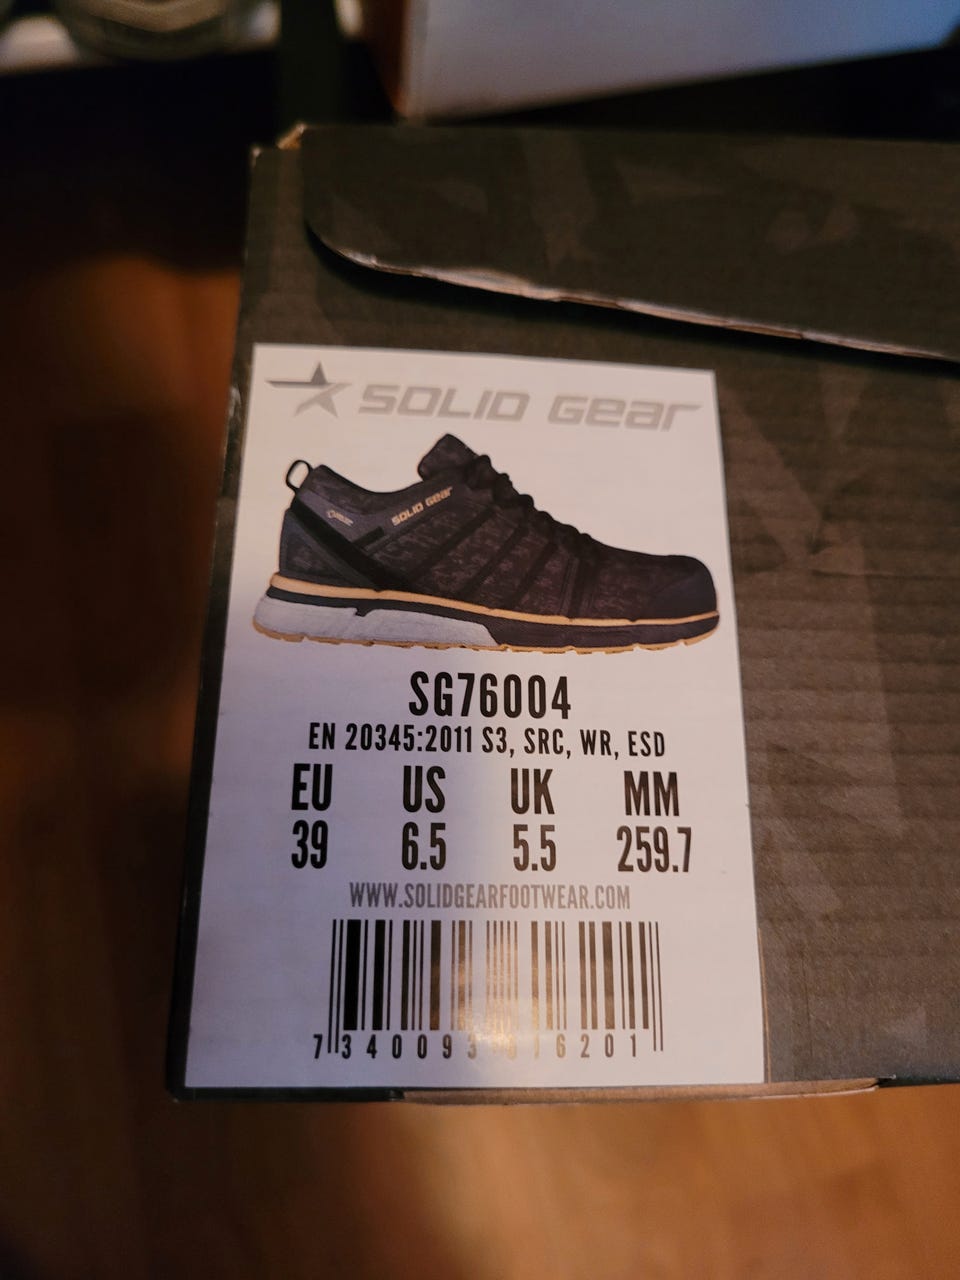 SOLID GEAR
SOLID GEAR
SG76004
EN 20345:2011 S3, SRC, WR, ESD
EU US UK MM
39 6.5 5.5 259.7
WWW.SOLIDGEARFOOTWEAR.COM